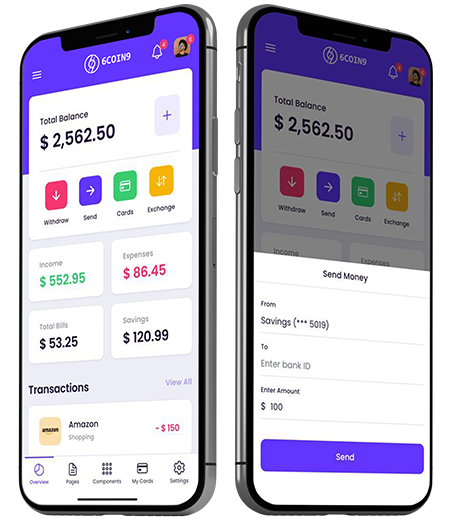 6COIN9
4
6
Total Balance
$ 2,562.50
+
Withdraw
Send
Cards
Exchange
Income
$ 552.95
Expenses
$ 86.45
Total Bills
$ 53.25
Savings
$ 120.99
Transactions
View All
amazon
Amazon
Shopping
- $ 150
Overview
Pages
Components
My Cards
Settings
6COIN9
4
Total Balance
$ 2,562.50
+
Withdraw
Send
Cards
Exchange
Income
Expenses
Send Money
From
Savings (*** 5019)
To
Enter bank ID
Enter Amount
$ 100
Send